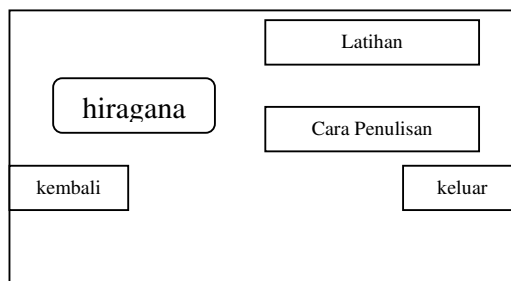 Latihan
hiragana
Cara Penulisan
kembali
keluar